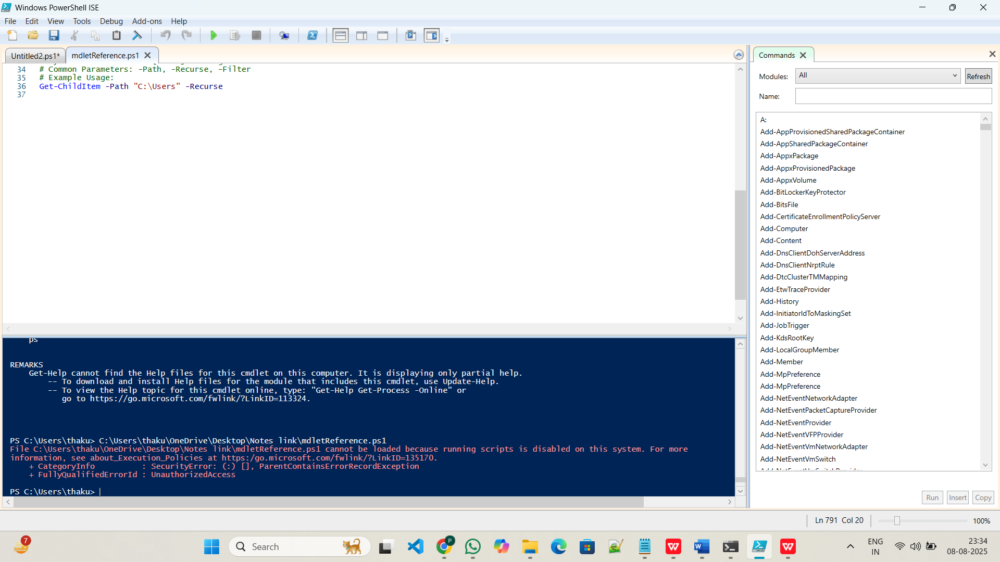 Windows PowerShell ISE
File Edit View Tools Debug Add-ons Help
Untitled2.ps1* mdletReference.ps1
34 # Common Parameters: -Path, -Recurse, -Filter
35 # Example Usage:
36 Get-ChildItem -Path "C:\Users" -Recurse
37
ps
REMARKS
Get-Help cannot find the Help files for this cmdlet on this computer. It is displaying only partial help.
-- To download and install Help files for the module that includes this cmdlet, use Update-Help.
-- To view the Help topic for this cmdlet online, type: "Get-Help Get-Process -Online" or
go to https://go.microsoft.com/fwlink/?LinkID=113324.
PS C:\Users\thaku> C:\Users\thaku\OneDrive\Desktop\Notes link\mdletReference.ps1
File C:\Users\thaku\OneDrive\Desktop\Notes link\mdletReference.ps1 cannot be loaded because running scripts is disabled on this system. For more
information, see about_Execution_Policies at https:/go.microsoft.com/fwlink/?LinkID=135170.
+ CategoryInfo : SecurityError: (:) [], ParentContainsErrorRecordException
+ FullyQualifiedErrorId : UnauthorizedAccess
PS C:\Users\thaku>
Commands
Modules: All Refresh
Name:
A:
Add-AppProvisionedSharedPackageContainer
Add-AppSharedPackageContainer
Add-AppxPackage
Add-AppxProvisionedPackage
Add-AppxVolume
Add-BitLockerKeyProtector
Add-BitsFile
Add-CertificateEnrollmentPolicyServer
Add-Computer
Add-Content
Add-DnsClientDohServerAddress
Add-DnsClientNrptRule
Add-DtcClusterTMMapping
Add-EtwTraceProvider
Add-History
Add-InitiatorIdToMaskingSet
Add-JobTrigger
Add-KdsRootKey
Add-LocalGroupMember
Add-Member
Add-MpPreference
Add-MpPreference
Add-NetEventNetworkAdapter
Add-NetEventPacketCaptureProvider
Add-NetEventProvider
Add-NetEventVFPProvider
Add-NetEventVmNetworkAdapter
Add-NetEventVmSwitch
Run Insert Copy
Ln 791 Col 20 100%
7
Search
P
ENG
IN
23:34
08-08-2025